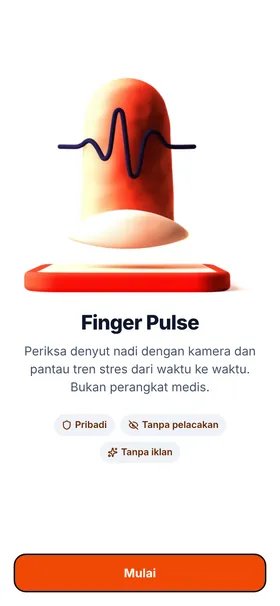 Finger Pulse
Periksa denyut nadi dengan kamera dan
pantau tren stres dari waktu ke waktu.
Bukan perangkat medis.
Pribadi
Tanpa pelacakan
Tanpa iklan
Mulai